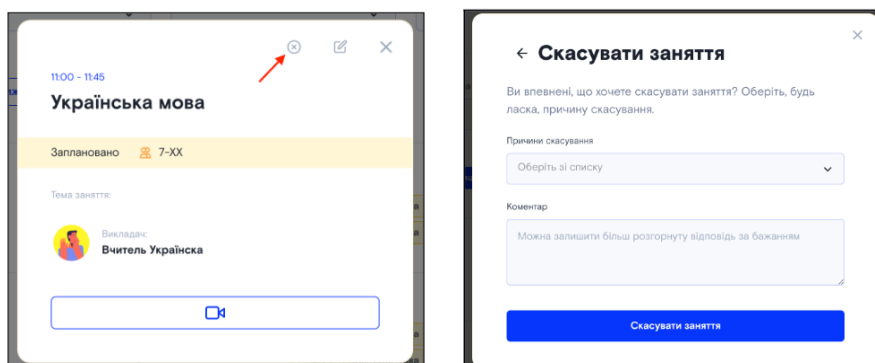 11:00 - 11:45
Українська мова
Заплановано 7-XX
Тема заняття:
Викладач:
Вчитель Українска
← Скасувати заняття
Ви впевнені, що хочете скасувати заняття? Оберіть, будь
ласка, причину скасування.
Причини скасування
Оберіть зі списку
Коментар
Можна залишити більш розгорнуту відповідь за бажанням
Скасувати заняття